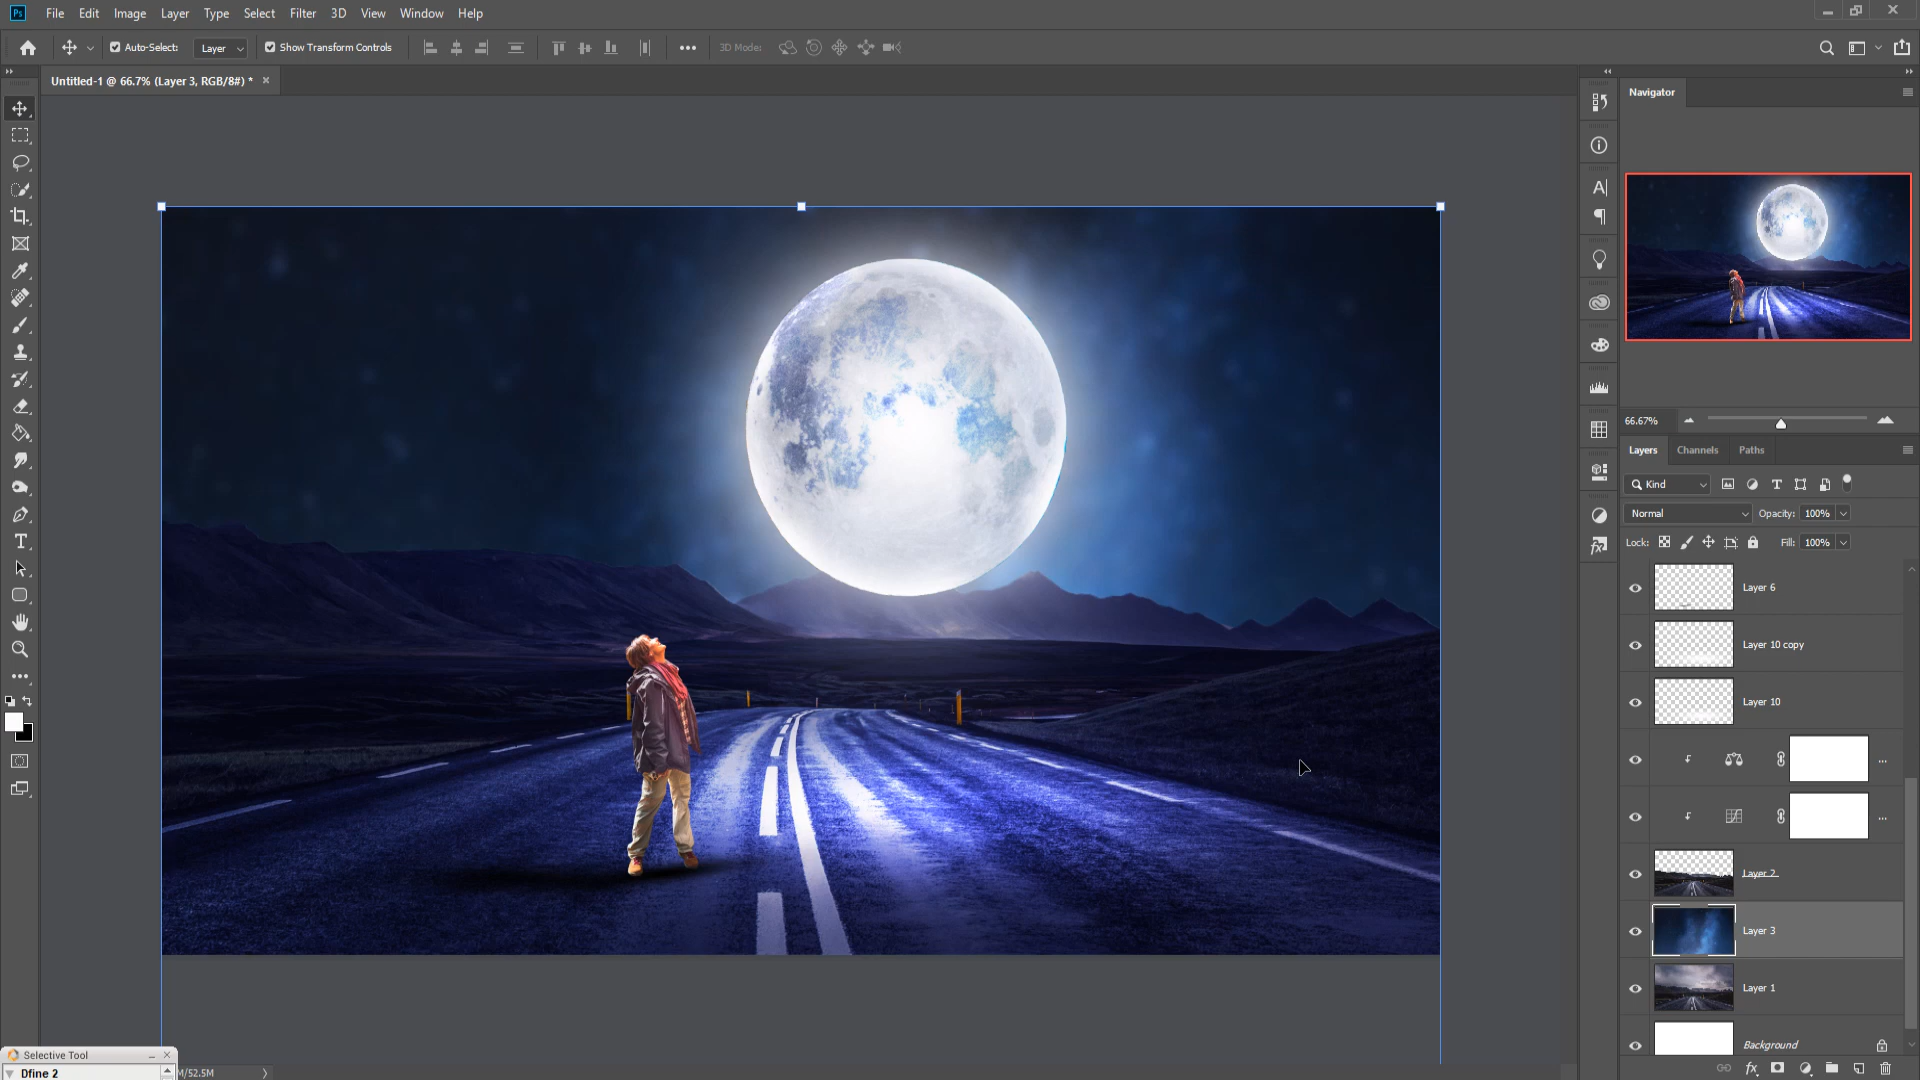 Ps File Edit Image Layer Type Select Filter 3D View Window Help
Auto-Select: Layer Show Transform Controls 3D Mode:
Untitled-1 @ 66.7% (Layer 3, RGB/8#) *
Navigator
66.67%
Layers Channels Paths
Kind
Normal Opacity: 100%
Lock: Fill: 100%
Layer 6
Layer 10 copy
Layer 10
Layer 2
Layer 3
Layer 1
Background
Selective Tool
Dfine 2
M/52.5M